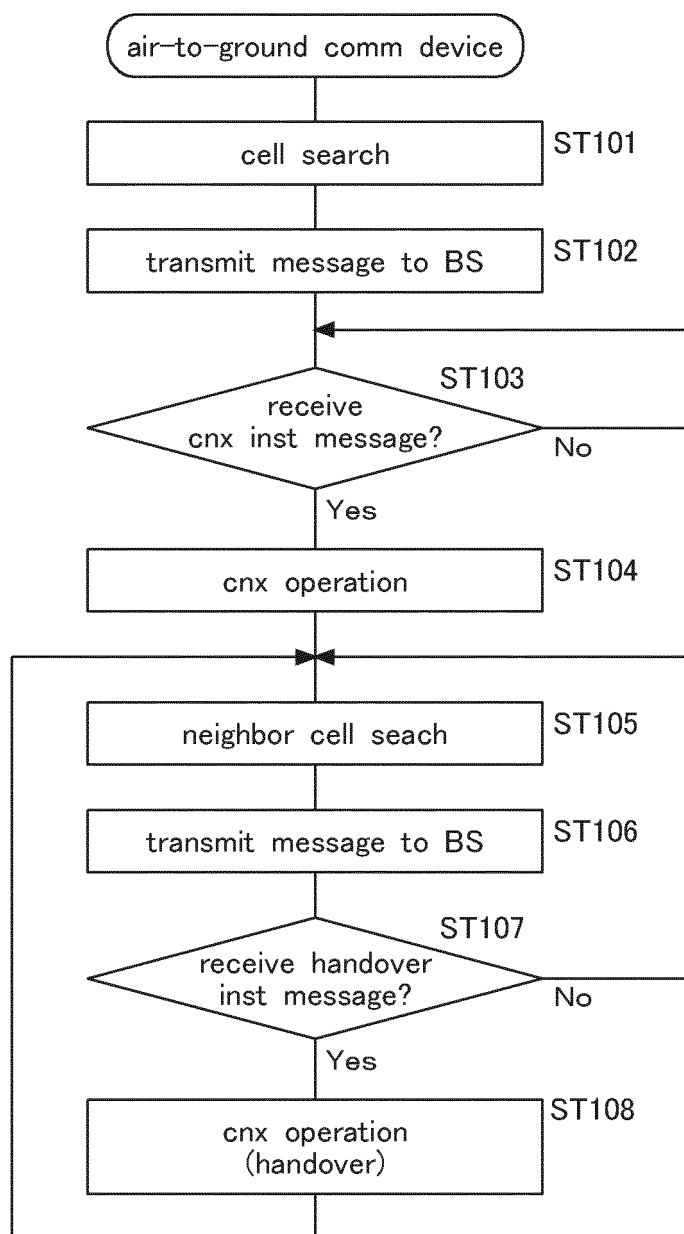 air-to-ground comm device
cell search
ST101
transmit message to BS
ST102
ST103
receive
cnx inst message?
No
Yes
cnx operation
ST104
neighbor cell seach
ST105
transmit message to BS
ST106
ST107
receive handover
inst message?
No
Yes
ST108
cnx operation
(handover)